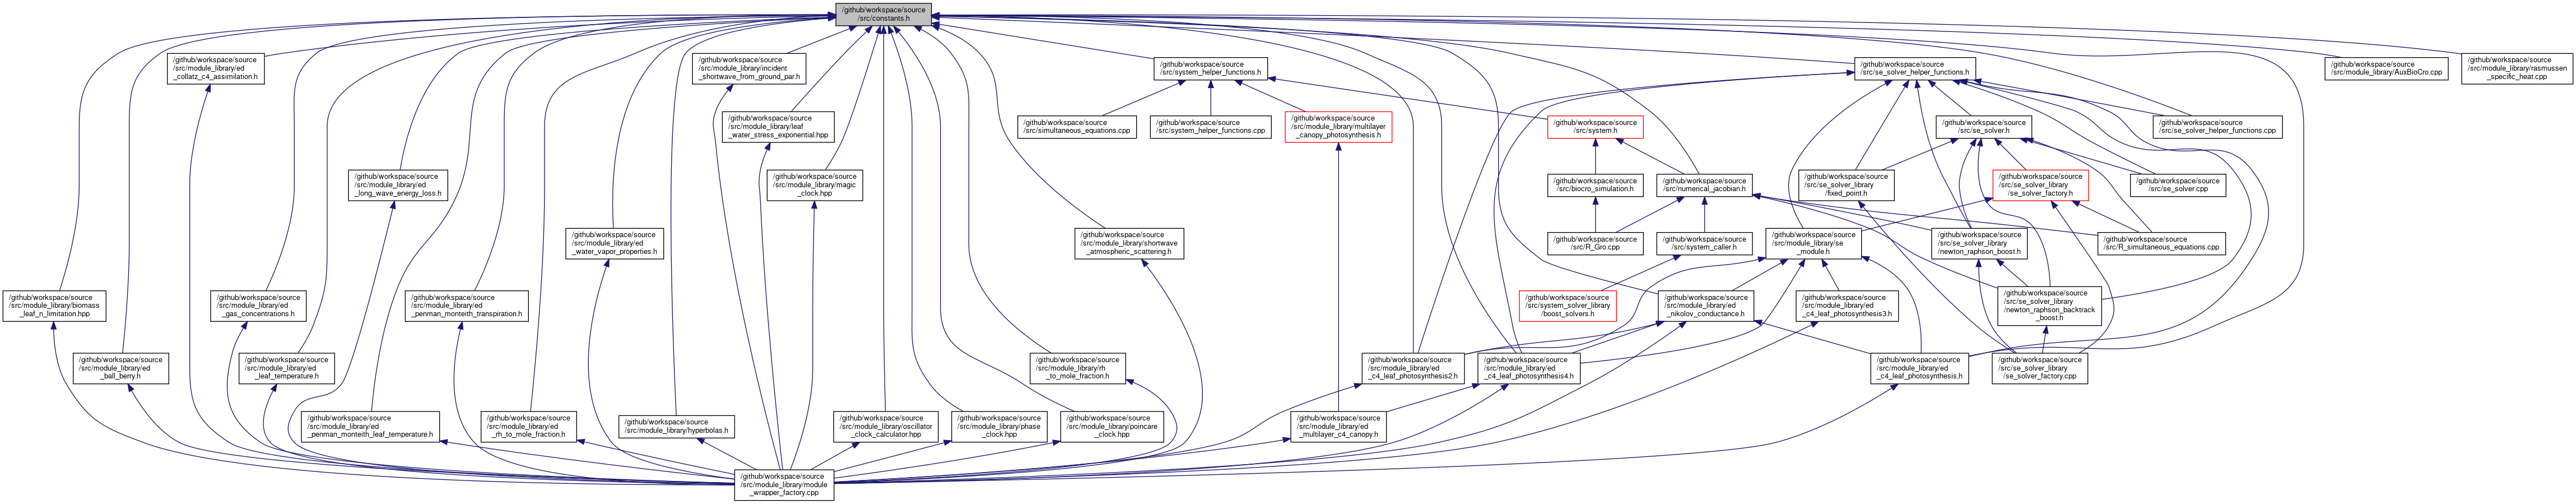 /github/workspace/source
/src/constants.h
/github/workspace/source
/src/module_library/ed
_collatz_c4_assimilation.h
/github/workspace/source
/src/module_library/incident
_shortwave_from_ground_par.h
/github/workspace/source
/src/system_helper_functions.h
/github/workspace/source
/src/se_solver_helper_functions.h
/github/workspace/source
/src/module_library/AuxBioCro.cpp
/github/workspace/source
/src/module_library/rasmussen
_specific_heat.cpp
/github/workspace/source
/src/module_library/leaf
_water_stress_exponential.hpp
/github/workspace/source
/src/simultaneous_equations.cpp
/github/workspace/source
/src/system_helper_functions.cpp
/github/workspace/source
/src/module_library/multilayer
_canopy_photosynthesis.h
/github/workspace/source
/src/system.h
/github/workspace/source
/src/se_solver.h
/github/workspace/source
/src/se_solver_helper_functions.cpp
/github/workspace/source
/src/module_library/ed
_long_wave_energy_loss.h
/github/workspace/source
/src/module_library/magic
_clock.hpp
/github/workspace/source
/src/biocro_simulation.h
/github/workspace/source
/src/numerical_jacobian.h
/github/workspace/source
/src/se_solver_library
/fixed_point.h
/github/workspace/source
/src/se_solver_library
/se_solver_factory.h
/github/workspace/source
/src/se_solver.cpp
/github/workspace/source
/src/module_library/ed
_water_vapor_properties.h
/github/workspace/source
/src/module_library/shortwave
_atmospheric_scattering.h
/github/workspace/source
/src/R_Gro.cpp
/github/workspace/source
/src/system_caller.h
/github/workspace/source
/src/module_library/se
_module.h
/github/workspace/source
/src/se_solver_library
/newton_raphson_boost.h
/github/workspace/source
/src/R_simultaneous_equations.cpp
/github/workspace/source
/src/module_library/biomass
_leaf_n_limitation.hpp
/github/workspace/source
/src/module_library/ed
_gas_concentrations.h
/github/workspace/source
/src/module_library/ed
_penman_monteith_transpiration.h
/github/workspace/source
/src/system_solver_library
/boost_solvers.h
/github/workspace/source
/src/module_library/ed
_nikolov_conductance.h
/github/workspace/source
/src/module_library/ed
_c4_leaf_photosynthesis3.h
/github/workspace/source
/src/se_solver_library
/newton_raphson_backtrack
_boost.h
/github/workspace/source
/src/module_library/ed
_ball_berry.h
/github/workspace/source
/src/module_library/ed
_leaf_temperature.h
/github/workspace/source
/src/module_library/rh
_to_mole_fraction.h
/github/workspace/source
/src/module_library/ed
_c4_leaf_photosynthesis2.h
/github/workspace/source
/src/module_library/ed
_c4_leaf_photosynthesis4.h
/github/workspace/source
/src/module_library/ed
_c4_leaf_photosynthesis.h
/github/workspace/source
/src/se_solver_library
/se_solver_factory.cpp
/github/workspace/source
/src/module_library/ed
_penman_monteith_leaf_temperature.h
/github/workspace/source
/src/module_library/ed
_rh_to_mole_fraction.h
/github/workspace/source
/src/module_library/hyperbolas.h
/github/workspace/source
/src/module_library/oscillator
_clock_calculator.hpp
/github/workspace/source
/src/module_library/phase
_clock.hpp
/github/workspace/source
/src/module_library/poincare
_clock.hpp
/github/workspace/source
/src/module_library/ed
_multilayer_c4_canopy.h
/github/workspace/source
/src/module_library/module
_wrapper_factory.cpp